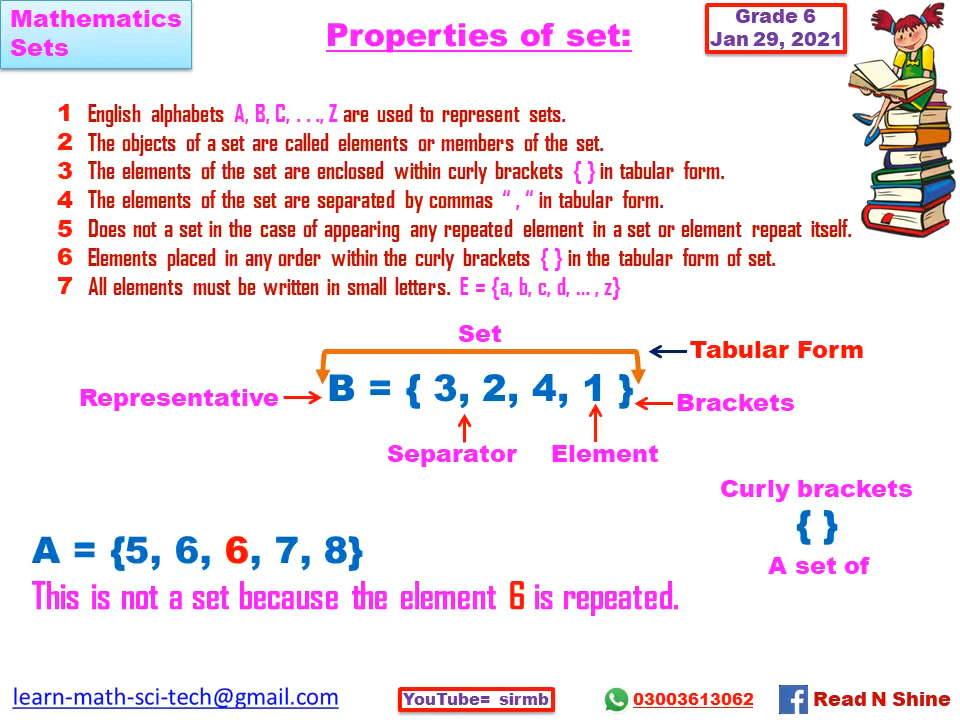 Mathematics
Sets
Properties of set:
Grade 6
Jan 29, 2021
1 English alphabets A, B, C, . . ., Z are used to represent sets.
2 The objects of a set are called elements or members of the set.
3 The elements of the set are enclosed within curly brackets { } in tabular form.
4 The elements of the set are separated by commas “ , “ in tabular form.
5 Does not a set in the case of appearing any repeated element in a set or element repeat itself.
6 Elements placed in any order within the curly brackets { } in the tabular form of set.
7 All elements must be written in small letters. E = {a, b, c, d, ... , z}
Set
Tabular Form
Representative
B = { 3, 2, 4, 1 }
Brackets
Separator
Element
Curly brackets
{ }
A set of
A = {5, 6, 6, 7, 8}
This is not a set because the element 6 is repeated.
learn-math-sci-tech@gmail.com
YouTube= sirmb
03003613062
f Read N Shine